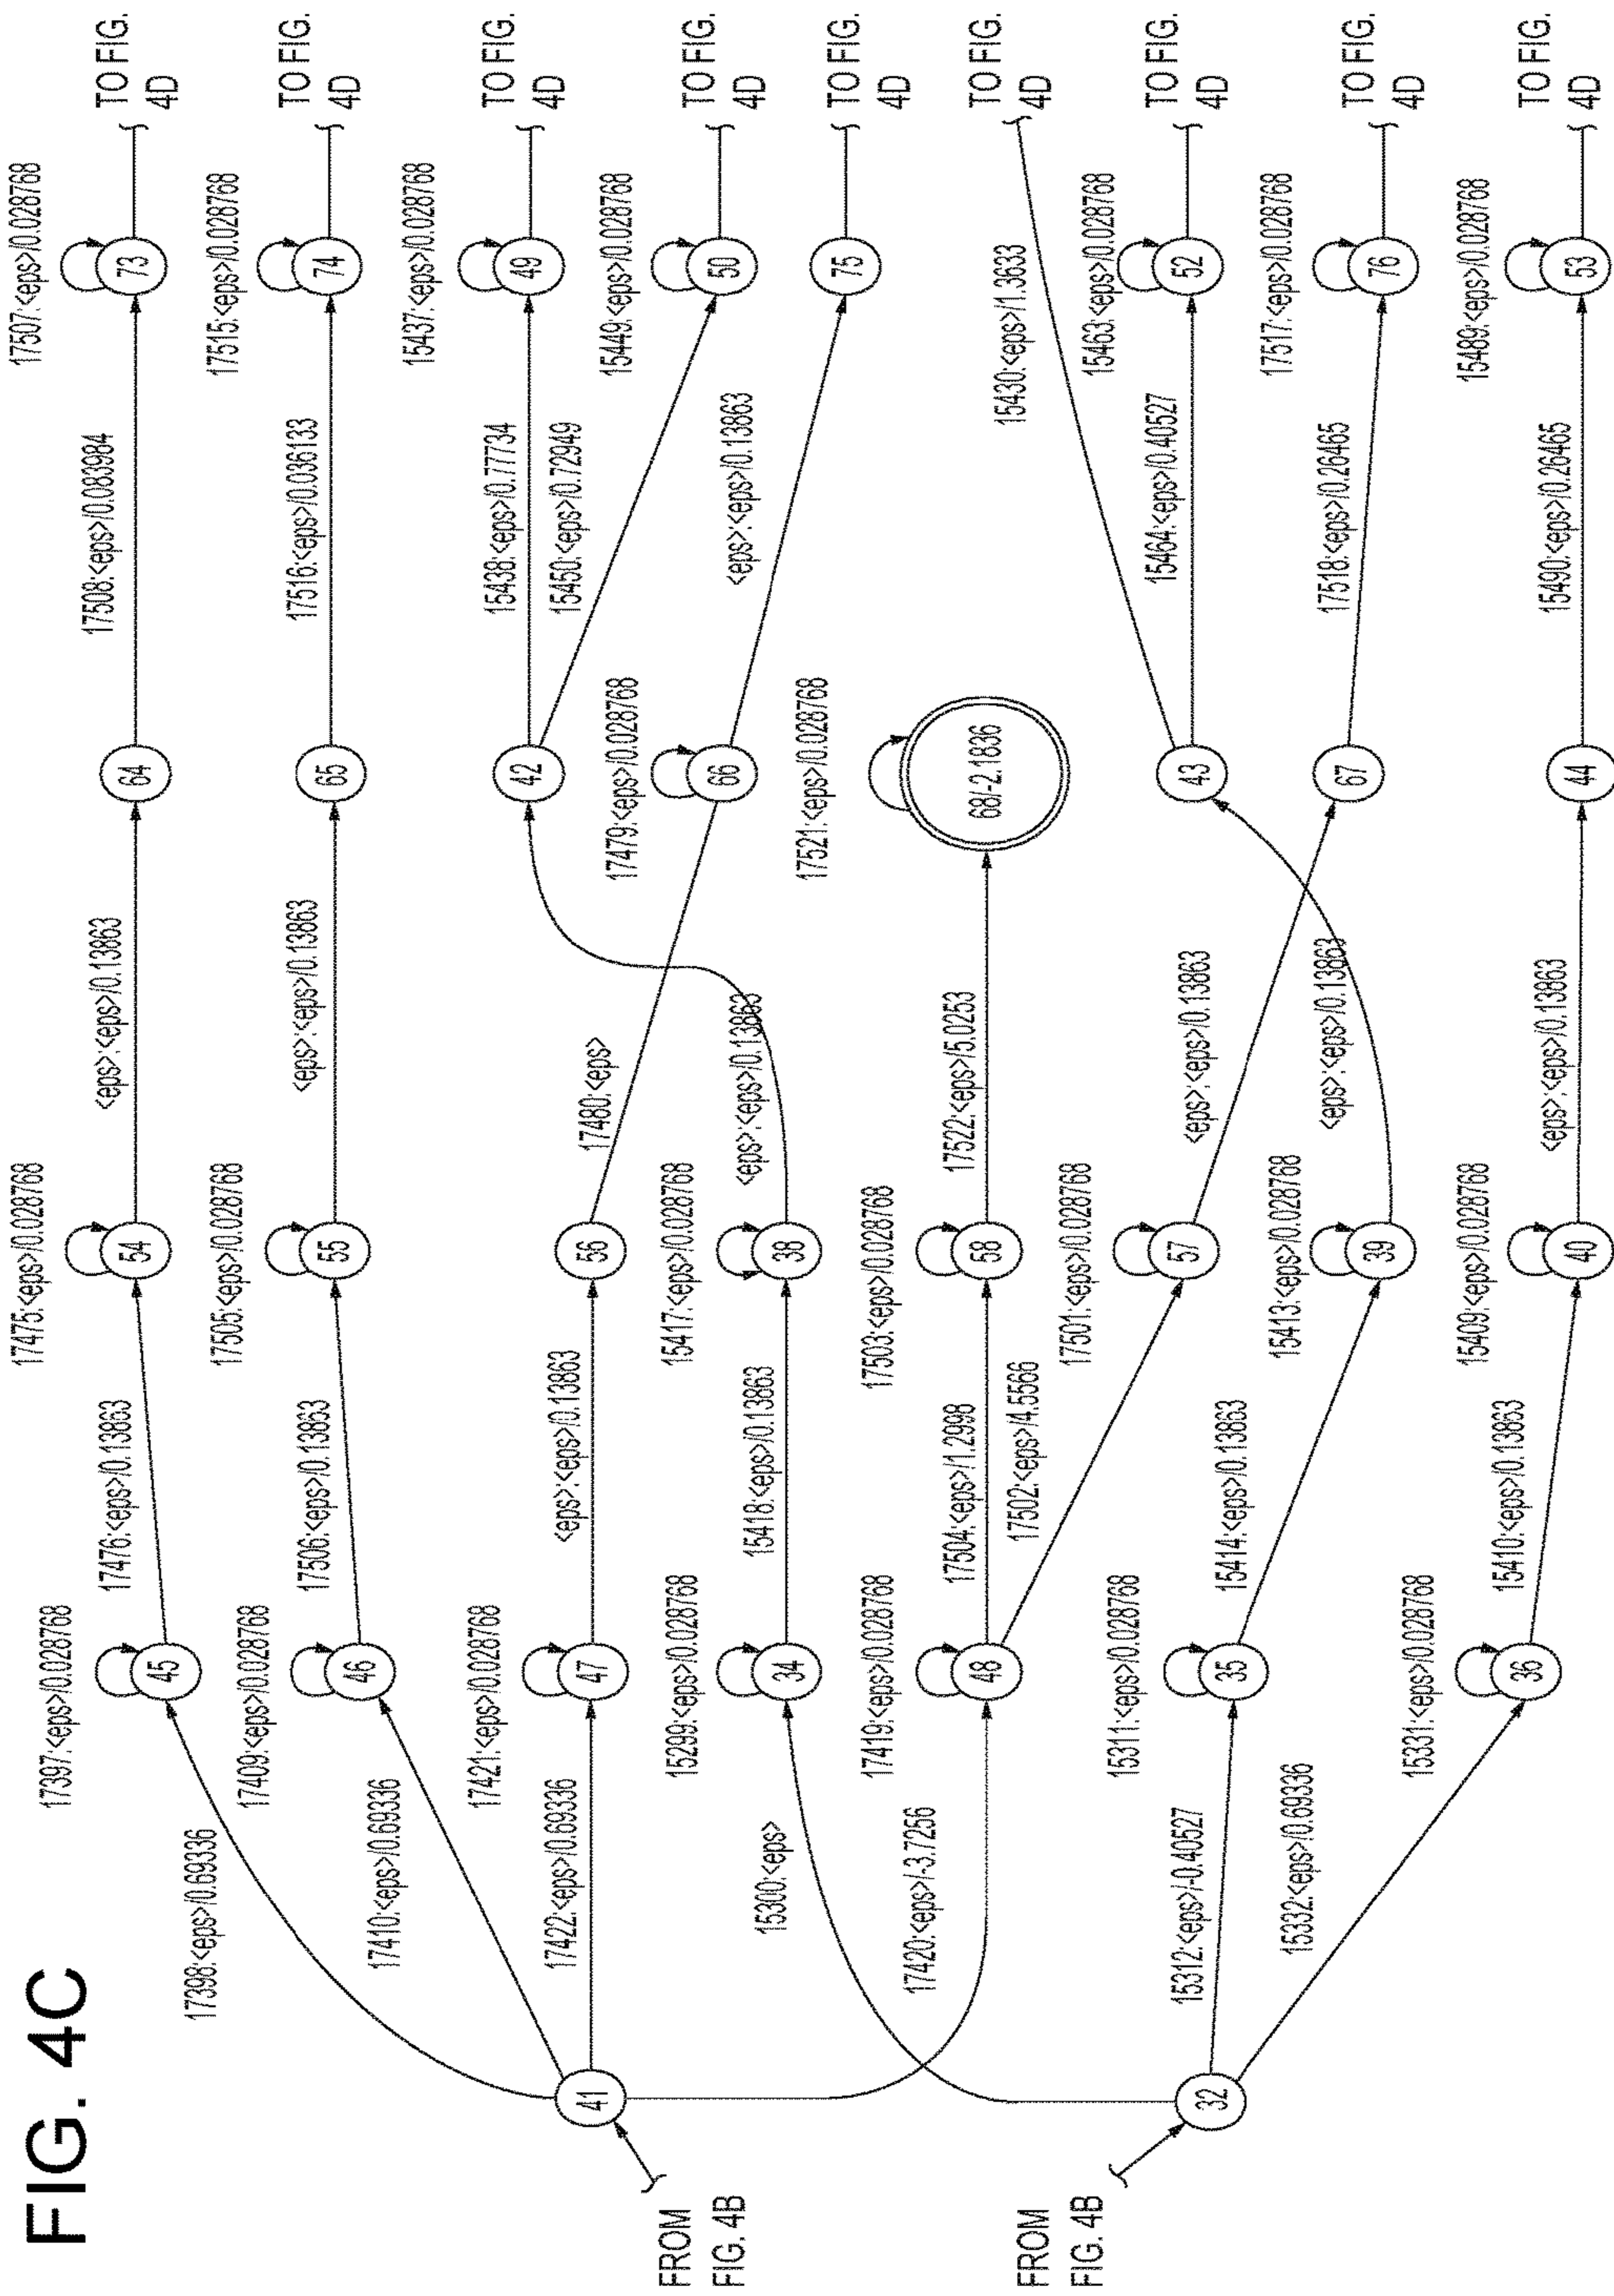 FIG. 4C
FROM
FIG. 4B
FROM
FIG. 4B
41
32
17398:<eps>/0.69336
17410:<eps>/0.69336
17422:<eps>/0.69336
15300:<eps>
17420:<eps>/-3.7256
15312:<eps>/-0.40527
15332:<eps>/0.69336
17397:<eps>/0.028768
45
17409:<eps>/0.028768
46
17421:<eps>/0.028768
47
15299:<eps>/0.028768
34
17419:<eps>/0.028768
48
15311:<eps>/0.028768
35
15331:<eps>/0.028768
36
17476:<eps>/0.13863
17506:<eps>/0.13863
<eps>:<eps>/0.13863
15418:<eps>/0.13863
17504:<eps>/1.2998
17502:<eps>/4.5566
15414:<eps>/0.13863
15410:<eps>/0.13863
17475:<eps>/0.028768
54
17505:<eps>/0.028768
55
56
15417:<eps>/0.028768
38
17503:<eps>/0.028768
58
17501:<eps>/0.028768
57
15413:<eps>/0.028768
39
15409:<eps>/0.028768
40
<eps>:<eps>/0.13863
<eps>:<eps>/0.13863
17480:<eps>
<eps>:<eps>/0.13863
17522:<eps>/5.0253
<eps>:<eps>/0.13863
<eps>:<eps>/0.13863
<eps>:<eps>/0.13863
64
65
42
17479:<eps>/0.028768
66
17521:<eps>/0.028768
68/-2.1836
43
67
44
17508:<eps>/0.083984
17516:<eps>/0.036133
15438:<eps>/0.77734
15450:<eps>/0.72949
<eps>:<eps>/0.13863
15430:<eps>/1.3633
15464:<eps>/0.40527
17518:<eps>/0.26465
15490:<eps>/0.26465
17507:<eps>/0.028768
73
17515:<eps>/0.028768
74
15437:<eps>/0.028768
49
15449:<eps>/0.028768
50
75
15463:<eps>/0.028768
52
17517:<eps>/0.028768
76
15489:<eps>/0.028768
53
TO FIG.
4D
TO FIG.
4D
TO FIG.
4D
TO FIG.
4D
TO FIG.
4D
TO FIG.
4D
TO FIG.
4D
TO FIG.
4D
TO FIG.
4D